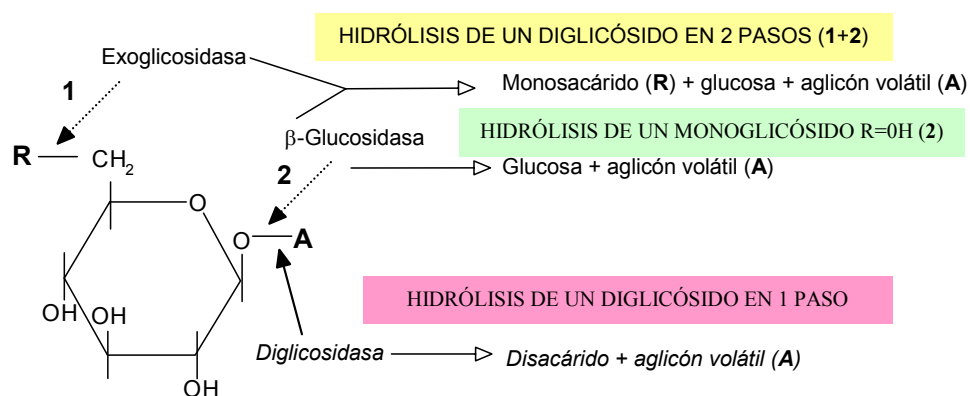 HIDRÓLISIS DE UN DIGLICÓSIDO EN 2 PASOS (1+2)
Exoglicosidasa
Monosacárido (R) + glucosa + aglicón volátil (A)
1
β-Glucosidasa
HIDRÓLISIS DE UN MONOGLICÓSIDO R=0H (2)
R
CH2
2
Glucosa + aglicón volátil (A)
O
O
A
HIDRÓLISIS DE UN DIGLICÓSIDO EN 1 PASO
OH OH
Diglicosidasa
Disacárido + aglicón volátil (A)
OH